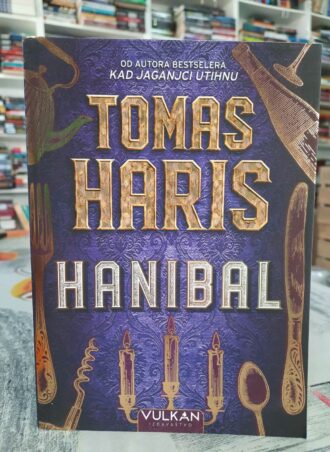 OD AUTORA BESTSELERA
KAD JAGANJCI UTIHNU
TOMAS
HARIS
HANIBAL
VULKAN
IZDAVAŠTVO